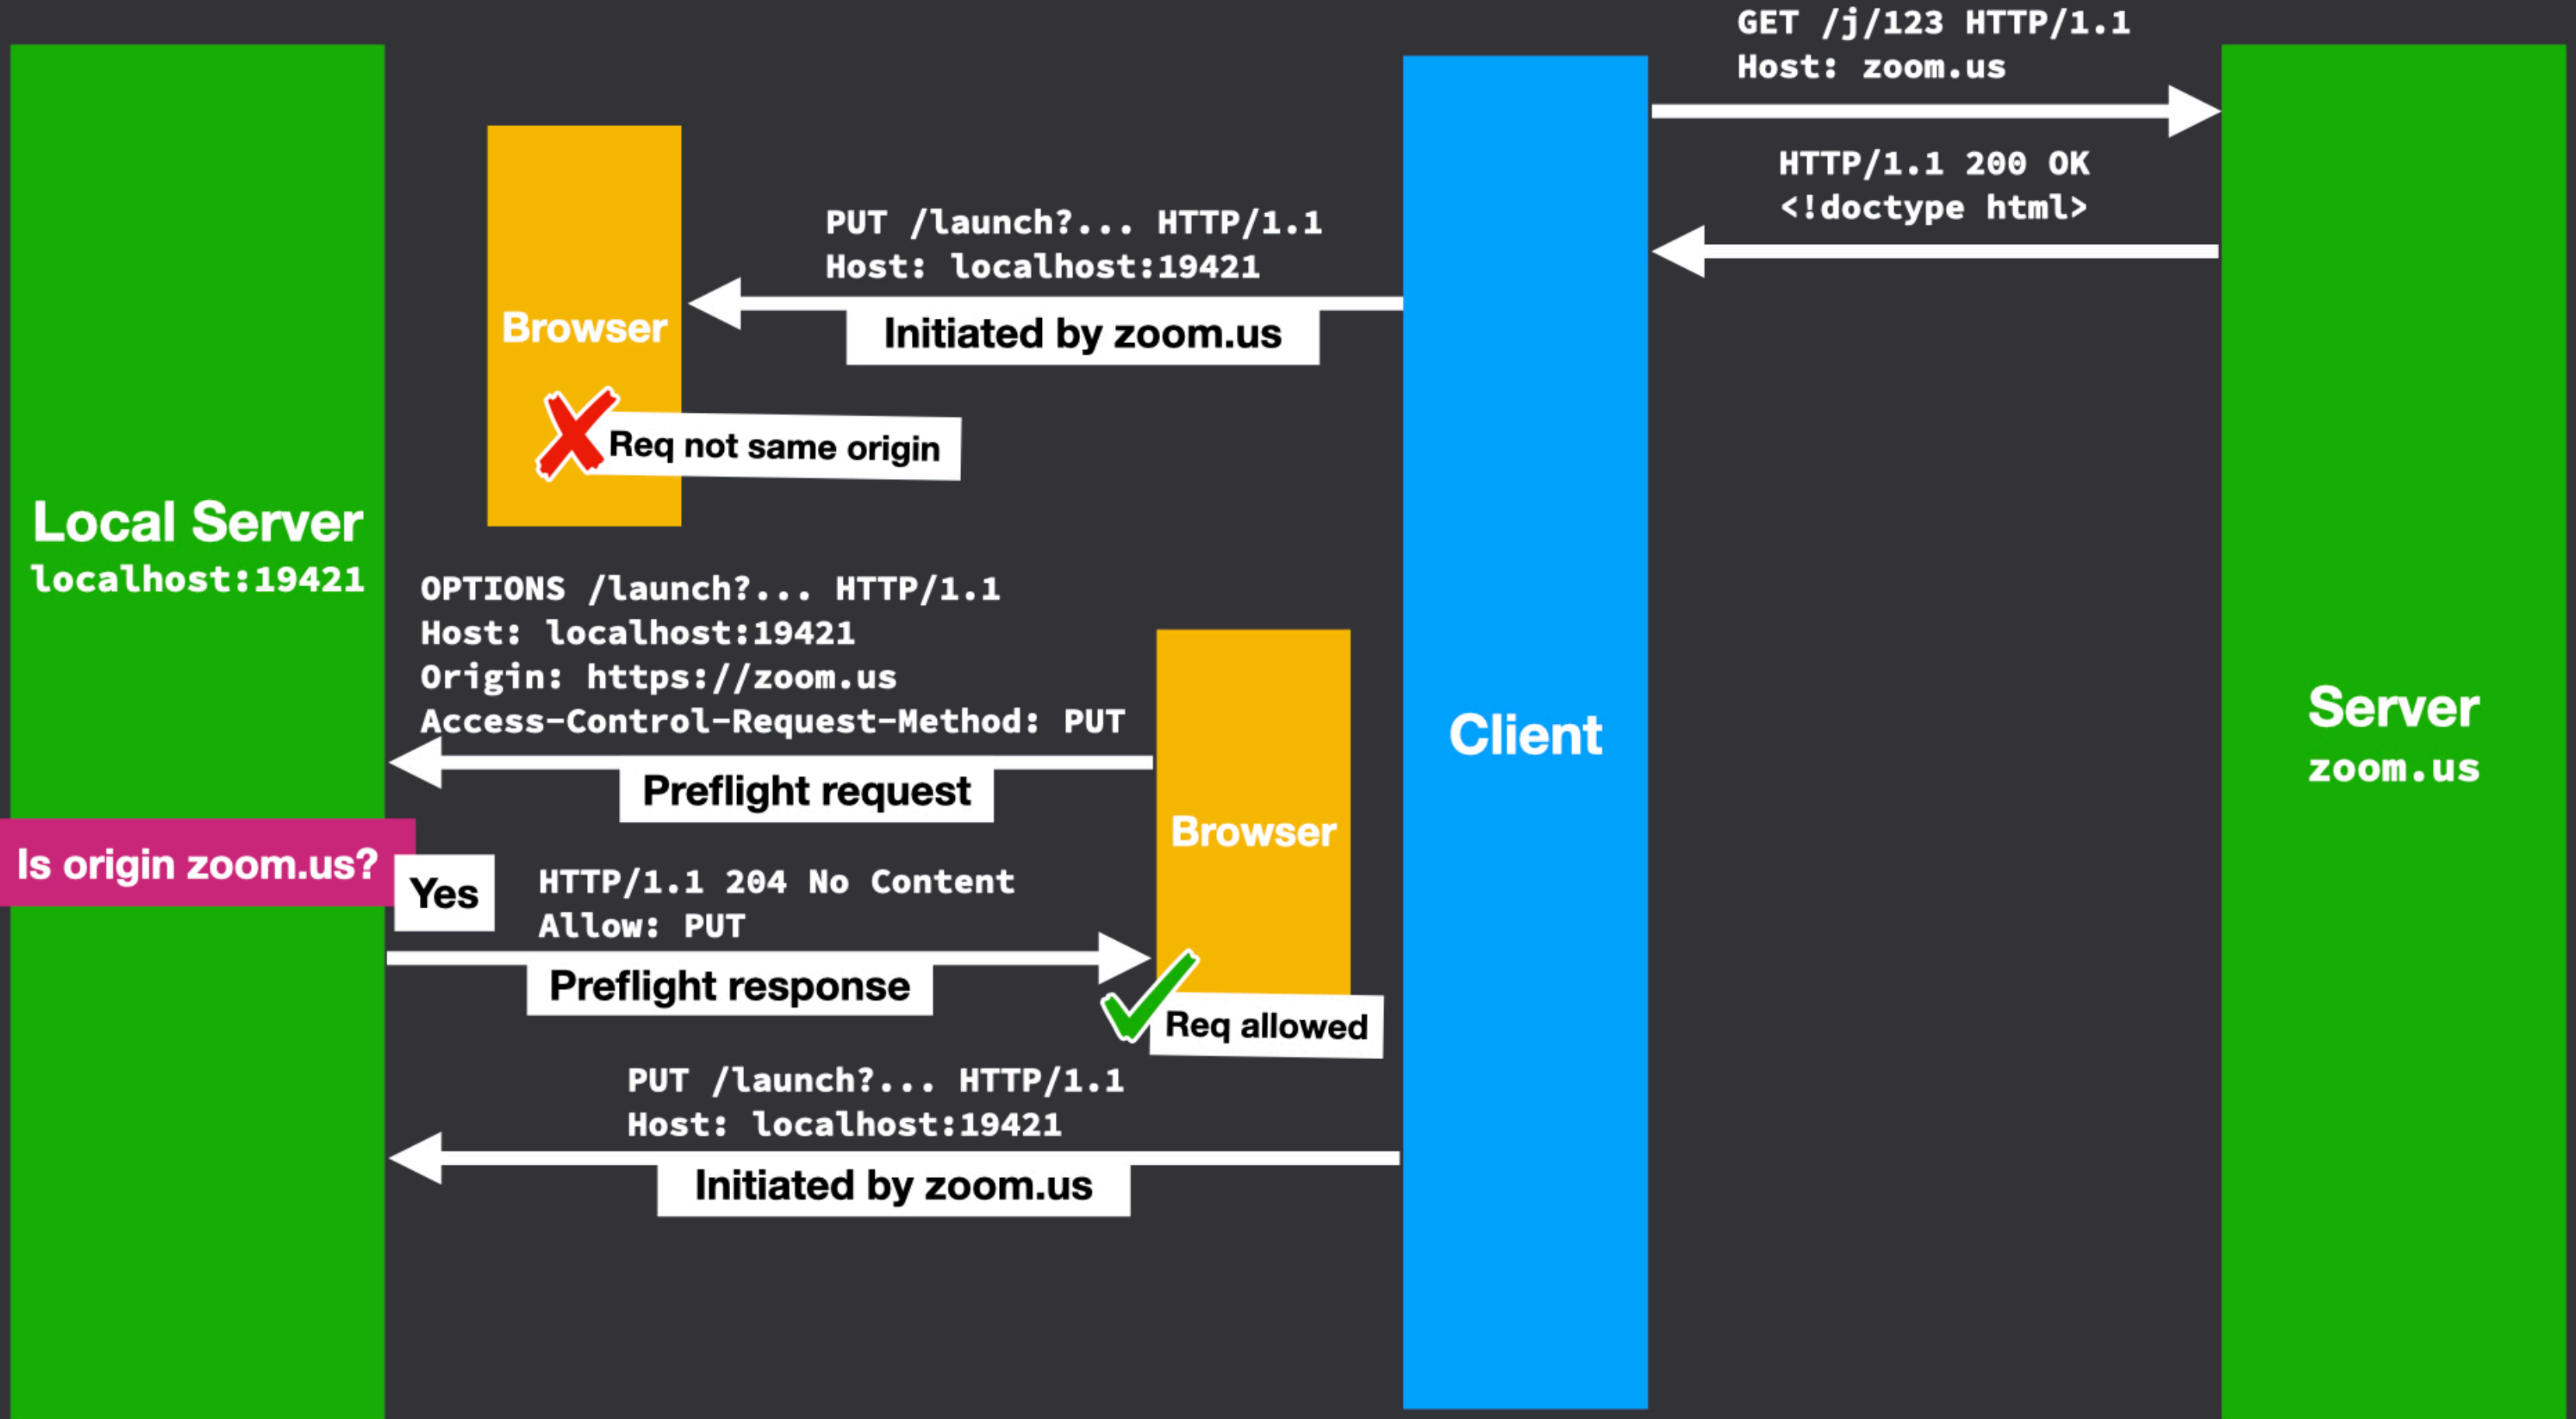 GET /j/123 HTTP/1.1
Host: zoom.us
HTTP/1.1 200 OK
<!doctype html>
PUT /launch?... HTTP/1.1
Host: localhost:19421
Initiated by zoom.us
Browser
Req not same origin
Local Server
localhost:19421
OPTIONS /launch?... HTTP/1.1
Host: localhost:19421
Origin: https://zoom.us
Access-Control-Request-Method: PUT
Preflight request
Client
Server
zoom.us
Browser
Is origin zoom.us?
Yes
HTTP/1.1 204 No Content
Allow: PUT
Preflight response
Req allowed
PUT /launch?... HTTP/1.1
Host: localhost:19421
Initiated by zoom.us